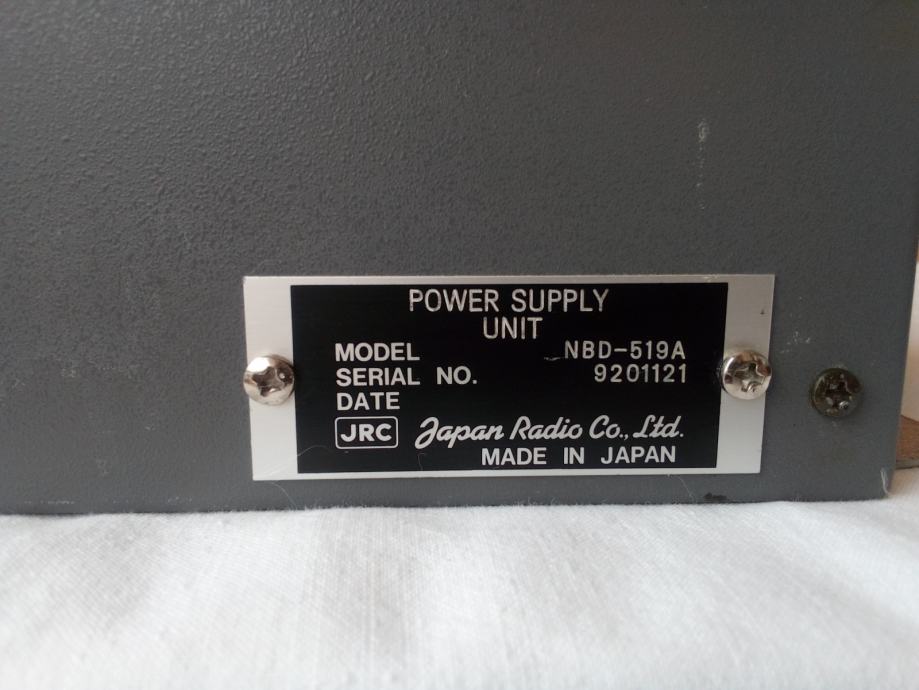 POWER SUPPLY
UNIT
MODEL NBD-519A
SERIAL NO. 9201121
DATE
JRC Japan Radio Co., Ltd.
MADE IN JAPAN